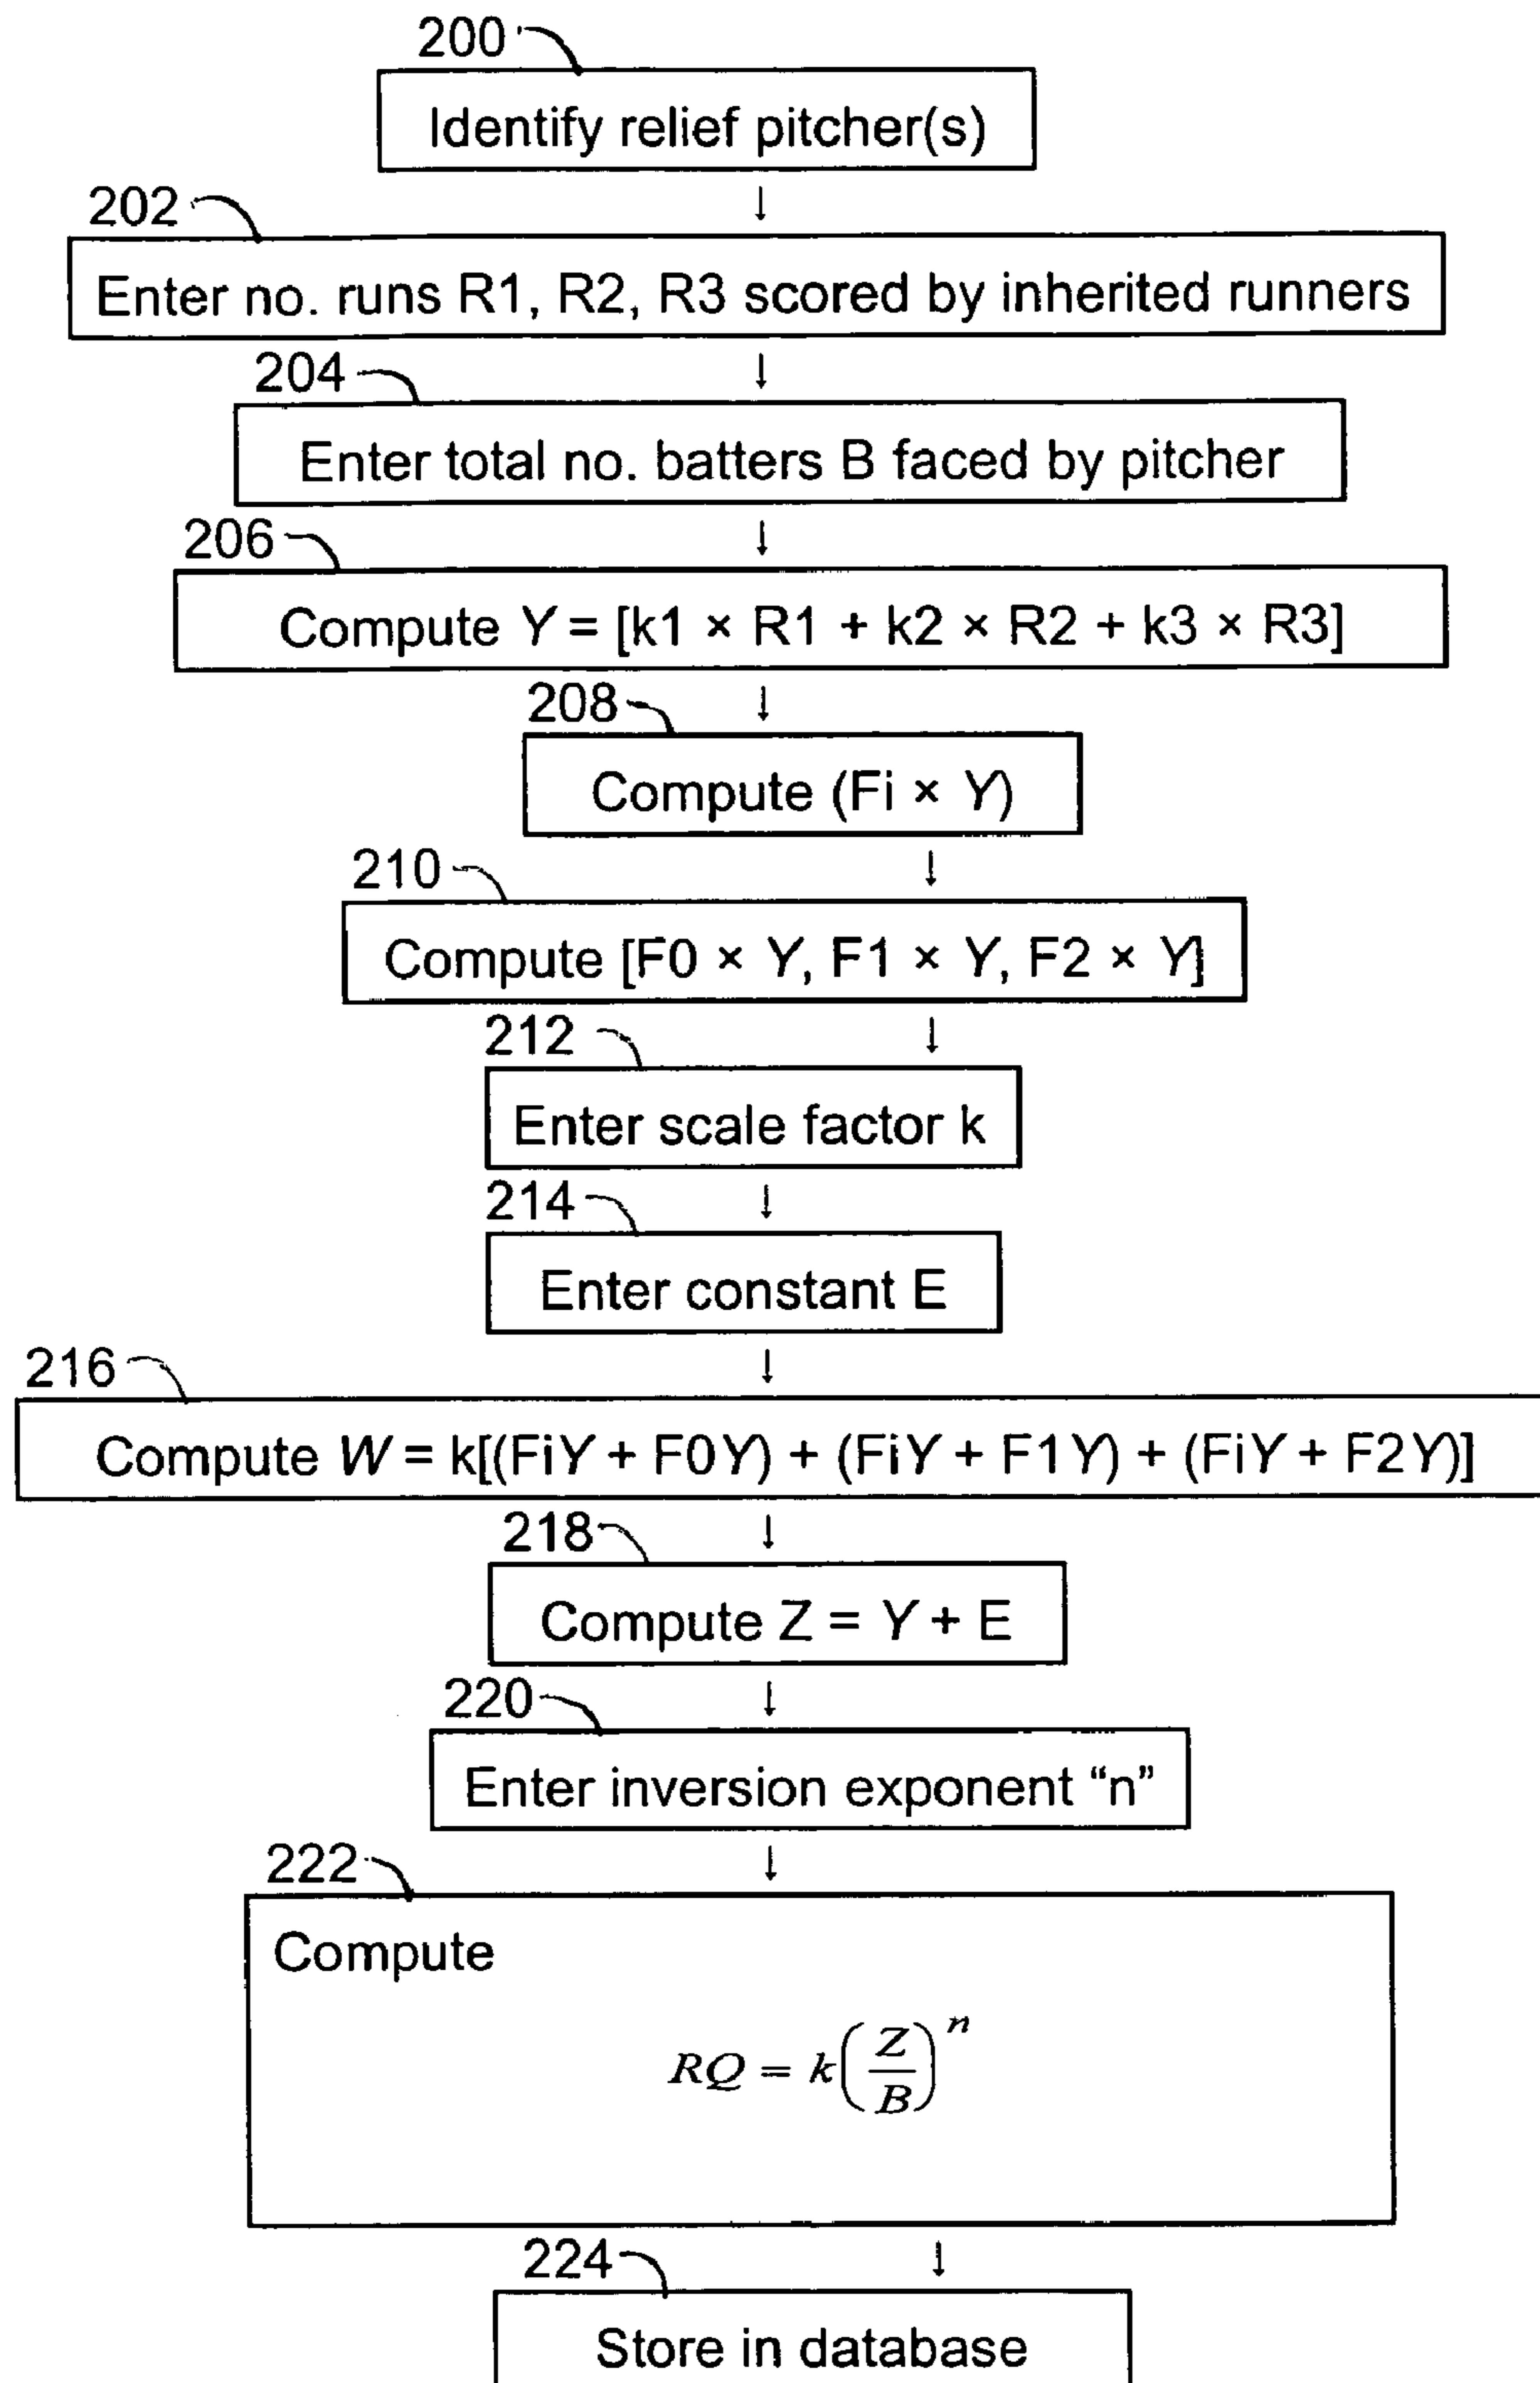 200
Identify relief pitcher(s)
↓
202
Enter no. runs R1, R2, R3 scored by inherited runners
↓
204
Enter total no. batters B faced by pitcher
↓
206
Compute Y = [k1 × R1 + k2 × R2 + k3 × R3]
↓
208
Compute (Fi × Y)
↓
210
Compute [F0 × Y, F1 × Y, F2 × Y]
↓
212
Enter scale factor k
↓
214
Enter constant E
↓
216
Compute W = k[(FiY + F0Y) + (FiY + F1Y) + (FiY + F2Y)]
↓
218
Compute Z = Y + E
↓
220
Enter inversion exponent “n”
↓
222
Compute
RQ = k(Z/B)^n
↓
224
Store in database